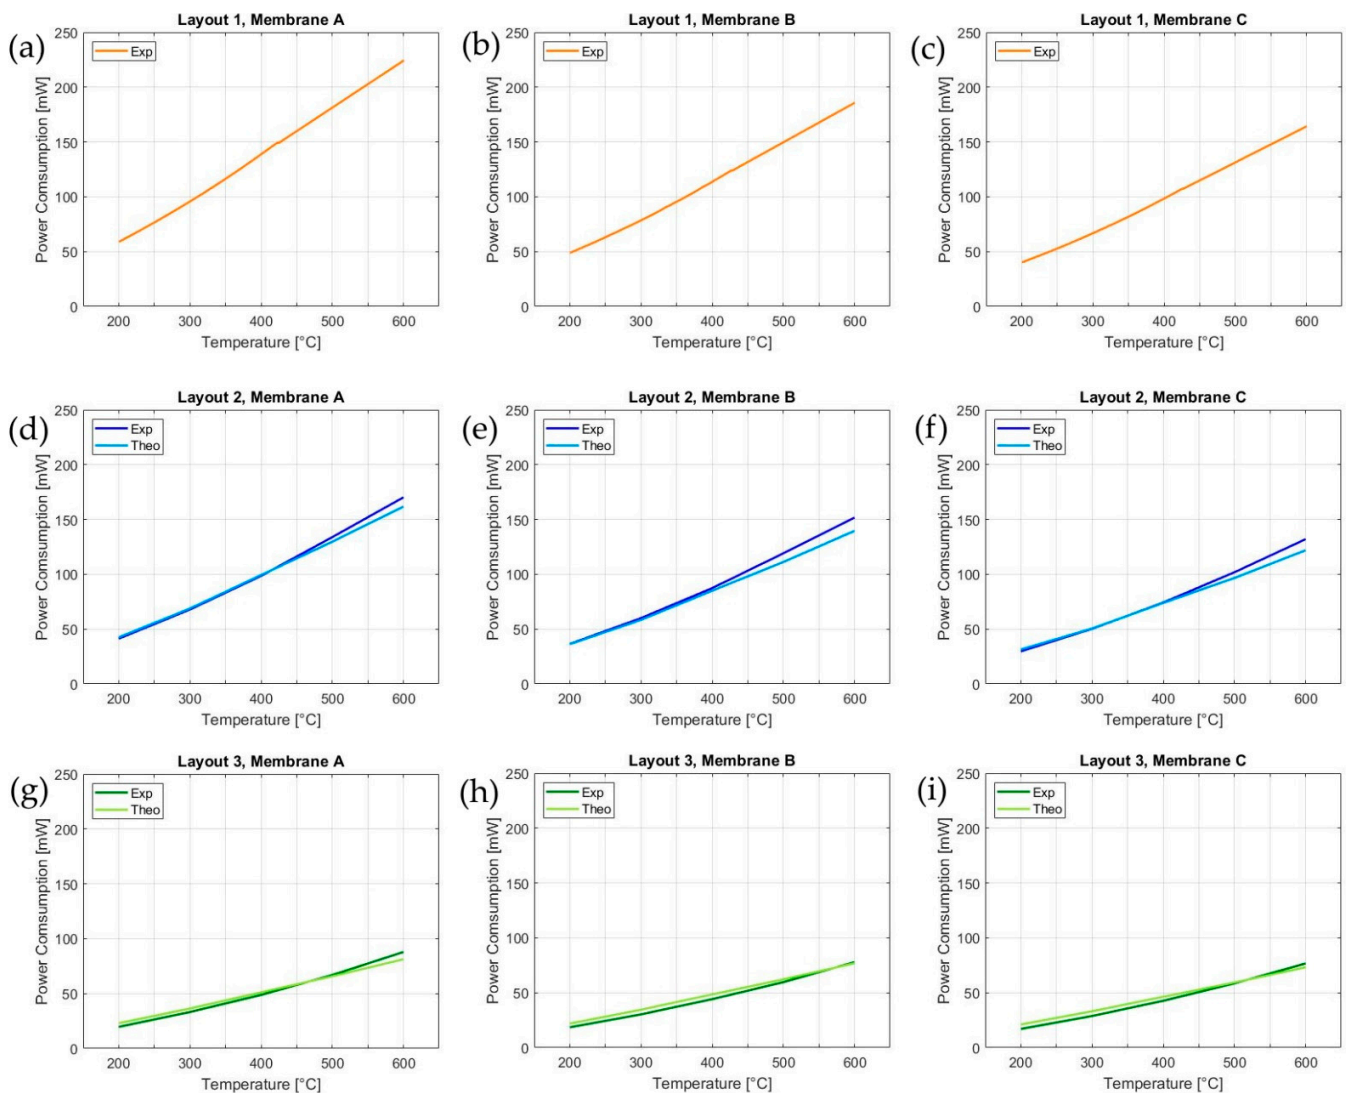 Layout 1, Membrane A
(a)
Exp
250
200
150
100
50
0
Power Comsumption [mW]
200 300 400 500 600
Temperature [°C]
Layout 1, Membrane B
(b)
Exp
250
200
150
100
50
0
Power Comsumption [mW]
200 300 400 500 600
Temperature [°C]
Layout 1, Membrane C
(c)
Exp
250
200
150
100
50
0
Power Comsumption [mW]
200 300 400 500 600
Temperature [°C]
Layout 2, Membrane A
(d)
Exp
Theo
250
200
150
100
50
0
Power Comsumption [mW]
200 300 400 500 600
Temperature [°C]
Layout 2, Membrane B
(e)
Exp
Theo
250
200
150
100
50
0
Power Comsumption [mW]
200 300 400 500 600
Temperature [°C]
Layout 2, Membrane C
(f)
Exp
Theo
250
200
150
100
50
0
Power Comsumption [mW]
200 300 400 500 600
Temperature [°C]
Layout 3, Membrane A
(g)
Exp
Theo
250
200
150
100
50
0
Power Comsumption [mW]
200 300 400 500 600
Temperature [°C]
Layout 3, Membrane B
(h)
Exp
Theo
250
200
150
100
50
0
Power Comsumption [mW]
200 300 400 500 600
Temperature [°C]
Layout 3, Membrane C
(i)
Exp
Theo
250
200
150
100
50
0
Power Comsumption [mW]
200 300 400 500 600
Temperature [°C]